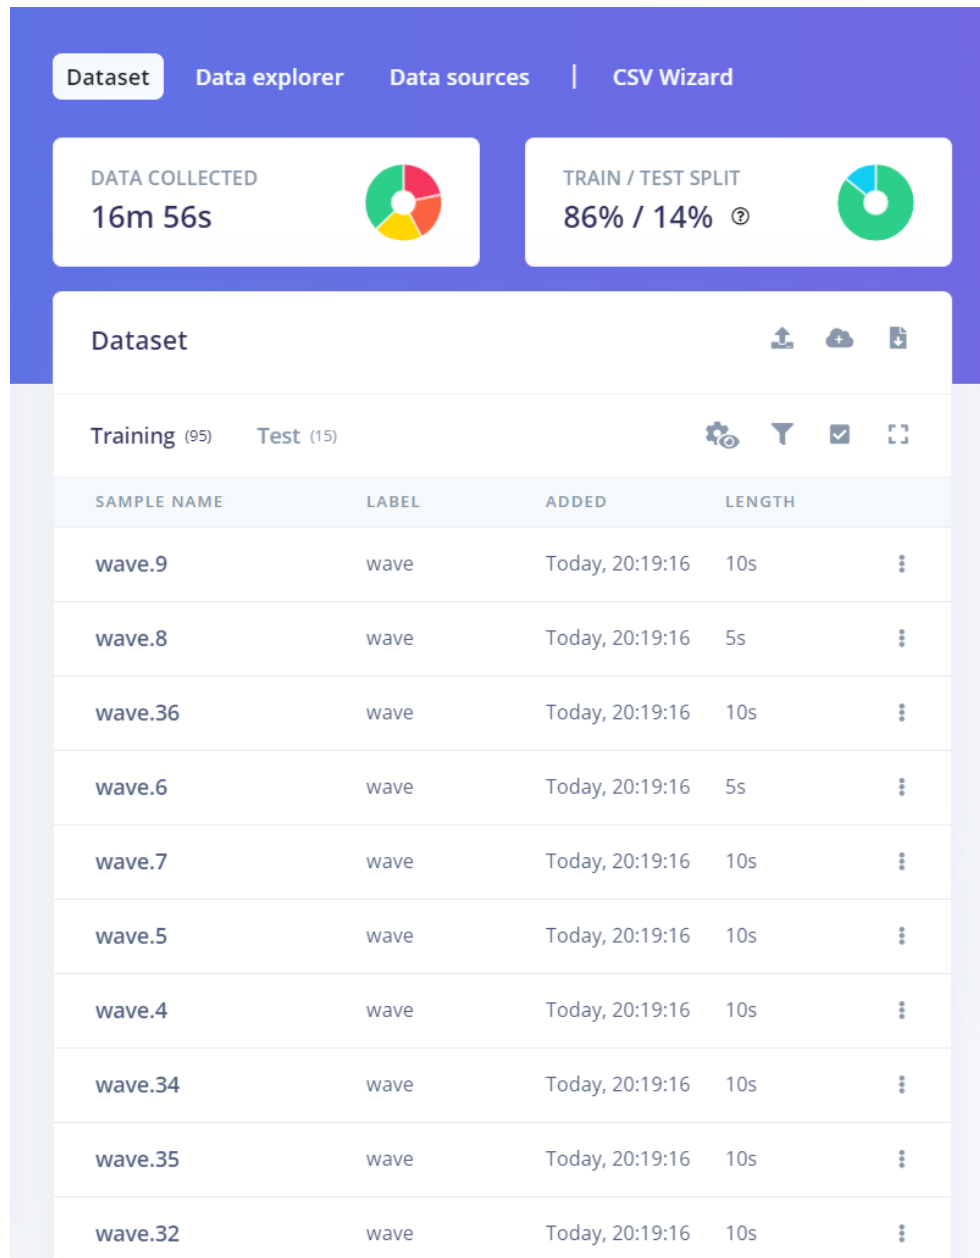 Dataset Data explorer Data sources | CSV Wizard
DATA COLLECTED
16m 56s
TRAIN / TEST SPLIT
86% / 14% ?
Dataset
Training (95) Test (15)
SAMPLE NAME LABEL ADDED LENGTH
wave.9 wave Today, 20:19:16 10s
wave.8 wave Today, 20:19:16 5s
wave.36 wave Today, 20:19:16 10s
wave.6 wave Today, 20:19:16 5s
wave.7 wave Today, 20:19:16 10s
wave.5 wave Today, 20:19:16 10s
wave.4 wave Today, 20:19:16 10s
wave.34 wave Today, 20:19:16 10s
wave.35 wave Today, 20:19:16 10s
wave.32 wave Today, 20:19:16 10s